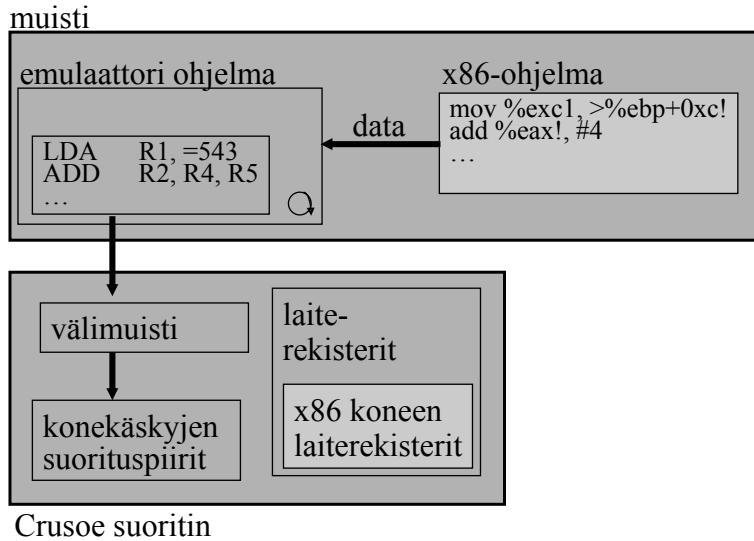 muisti
emulaattori ohjelma
x86-ohjelma
mov %exc1, >%ebp+0xc!
add %eax!, #4
…
data
LDA R1, =543
ADD R2, R4, R5
…
välimuisti
laite-
rekisterit
konekäskyjen
suorituspiirit
x86 koneen
laiterekisterit
Crusoe suoritin